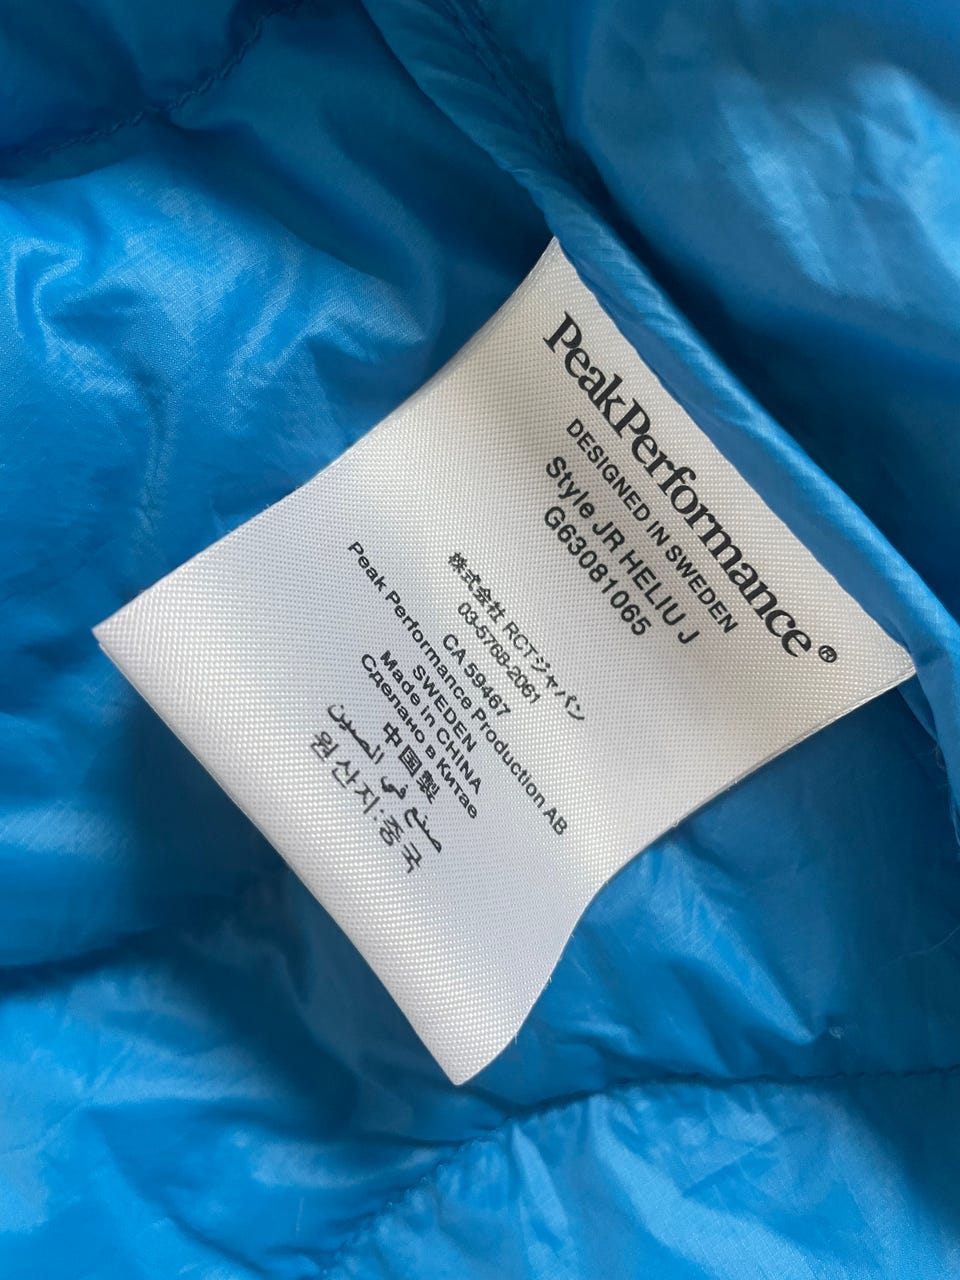 PeakPerformance®
DESIGNED IN SWEDEN
Style JR HELIU J
G63081065
株式会社 RCTジャパン
03-5768-2061
CA 59467
Peak Performance Production AB
SWEDEN
Made in CHINA
Сделано в Китае
中国製
صنع في الصين
원산지:중국